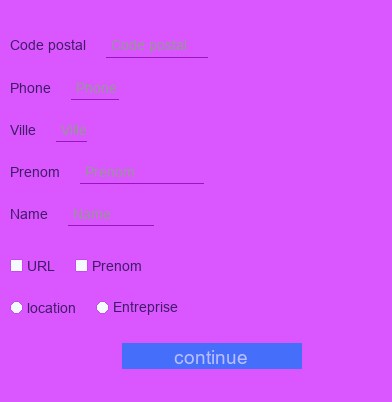 Code postal Code postal
Phone Phone
Ville Ville
Prenom Prenom
Name Name
URL Prenom
location Entreprise
continue